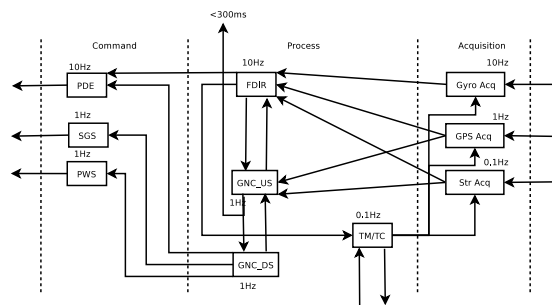 <300ms
Command
Process
Acquisition
10Hz
10Hz
10Hz
PDE
FDIR
Gyro Acq
1Hz
1Hz
SGS
GPS Acq
1Hz
0,1Hz
PWS
GNC_US
Str Acq
1Hz
0.1Hz
TM/TC
GNC_DS
1Hz